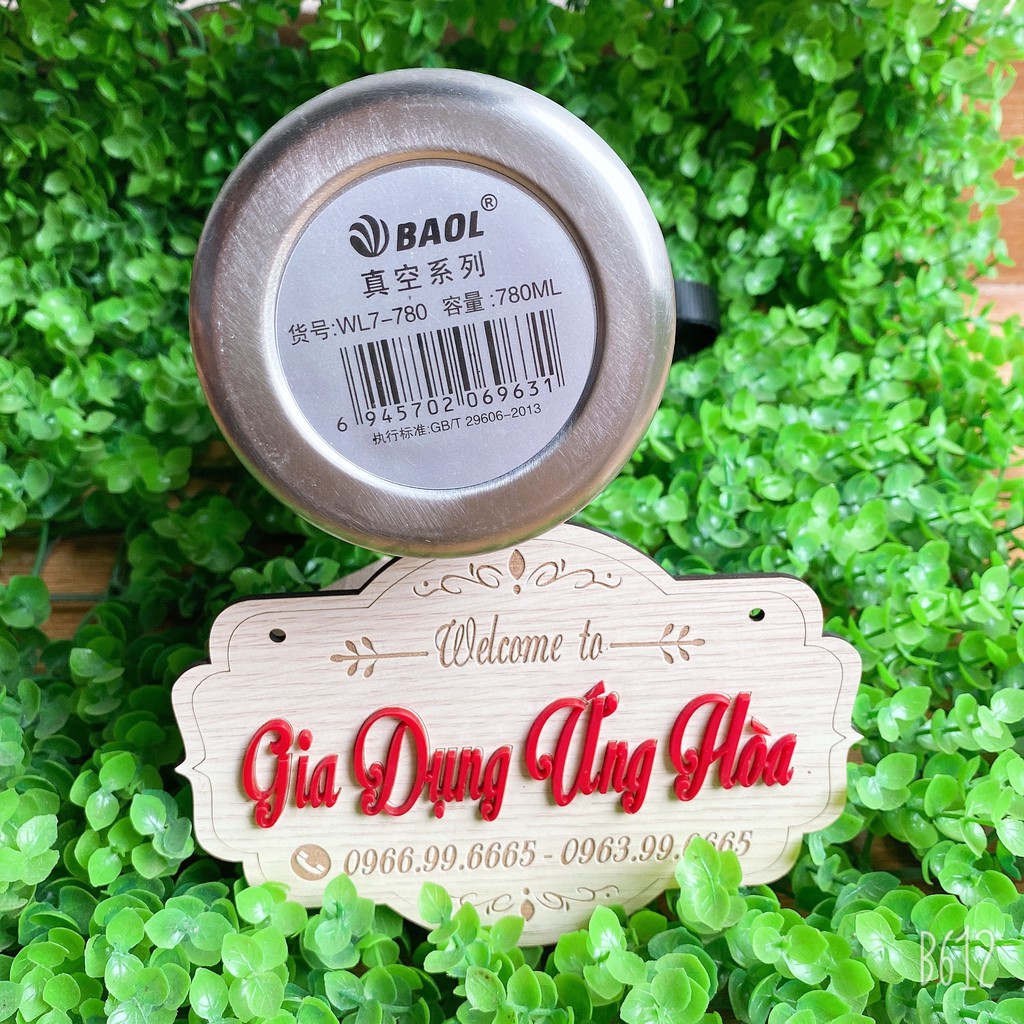 BAOL®
真空系列
货号:WL7-780 容量:780ML
6 945702 069631
执行标准:GB/T 29606-2013
Welcome to
Gia Dụng Ứng Hòa
0966.99.6665 - 0963.99.6665
B612